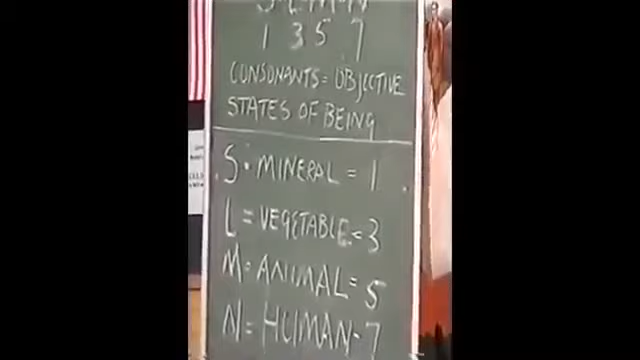 S-L-M-N
1 3 5 7
CONSONANTS = OBJECTIVE
STATES OF BEING
S. MINERAL = 1
L = VEGETABLE = 3
M = ANIMAL = 5
N = HUMAN - 7